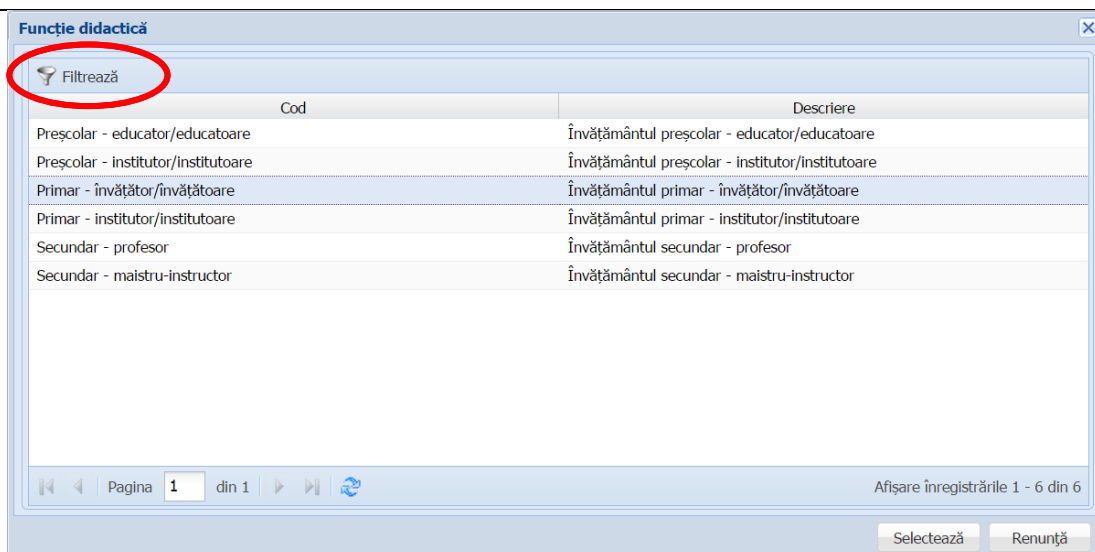 Funcție didactică
Filtrează
Cod Descriere
Preșcolar - educator/educatoare Învățământul preșcolar - educator/educatoare
Preșcolar - institutor/institutoare Învățământul preșcolar - institutor/institutoare
Primar - învățător/învățătoare Învățământul primar - învățător/învățătoare
Primar - institutor/institutoare Învățământul primar - institutor/institutoare
Secundar - profesor Învățământul secundar - profesor
Secundar - maistru-instructor Învățământul secundar - maistru-instructor
Pagina 1 din 1 Afișare înregistrările 1 - 6 din 6
Selectează Renunță